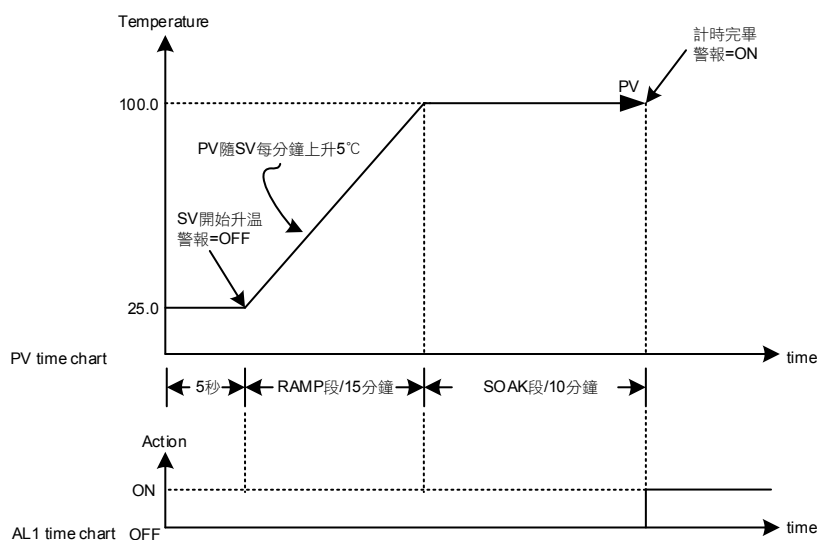 Temperature
計時完畢
警報=ON
PV
100.0
PV隨SV每分鐘上升5℃
SV開始升温
警報=OFF
25.0
PV time chart
time
5秒
RAMP段/15分鐘
SOAK段/10分鐘
Action
ON
AL1 time chart
OFF
time